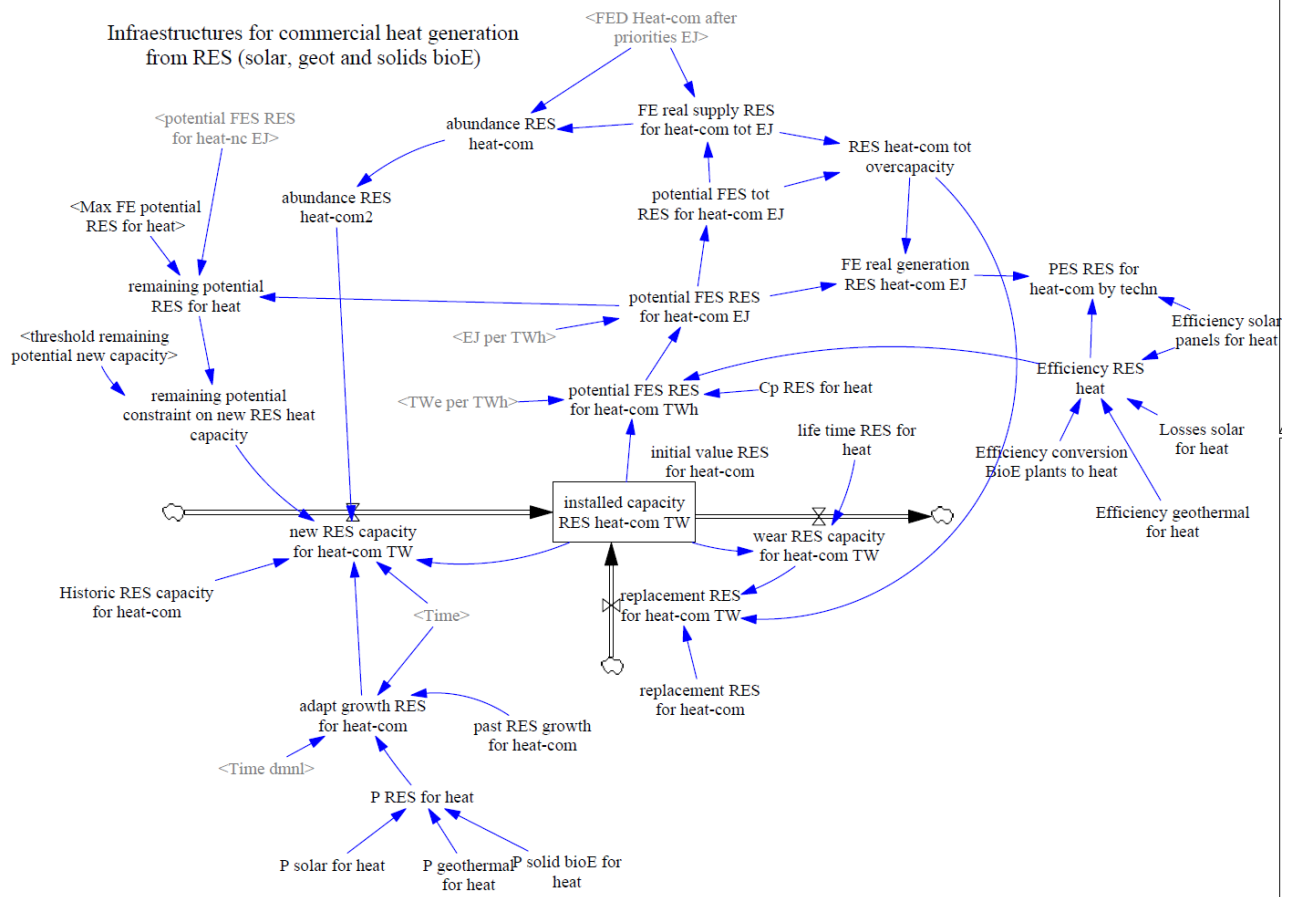 Infraestructures for commercial heat generation
from RES (solar, geot and solids bioE)
<FED Heat-com after
priorities EJ>
<potential FES RES
for heat-nc EJ>
abundance RES
heat-com
FE real supply RES
for heat-com tot EJ
RES heat-com tot
overcapacity
<Max FE potential
RES for heat>
abundance RES
heat-com2
potential FES tot
RES for heat-com EJ
remaining potential
RES for heat
potential FES RES
for heat-com EJ
FE real generation
RES heat-com EJ
PES RES for
heat-com by techn
<threshold remaining
potential new capacity>
<EJ per TWh>
Efficiency solar
panels for heat
remaining potential
constraint on new RES heat
capacity
<TWe per TWh>
potential FES RES
for heat-com TWh
Cp RES for heat
Efficiency RES
heat
initial value RES
for heat-com
life time RES for
heat
Efficiency conversion
BioE plants to heat
Losses solar
for heat
installed capacity
RES heat-com TW
Efficiency geothermal
for heat
new RES capacity
for heat-com TW
wear RES capacity
for heat-com TW
Historic RES capacity
for heat-com
<Time>
replacement RES
for heat-com TW
adapt growth RES
for heat-com
past RES growth
for heat-com
replacement RES
for heat-com
<Time dmnl>
P RES for heat
P solar for heat
P geothermal
for heat
P solid bioE for
heat